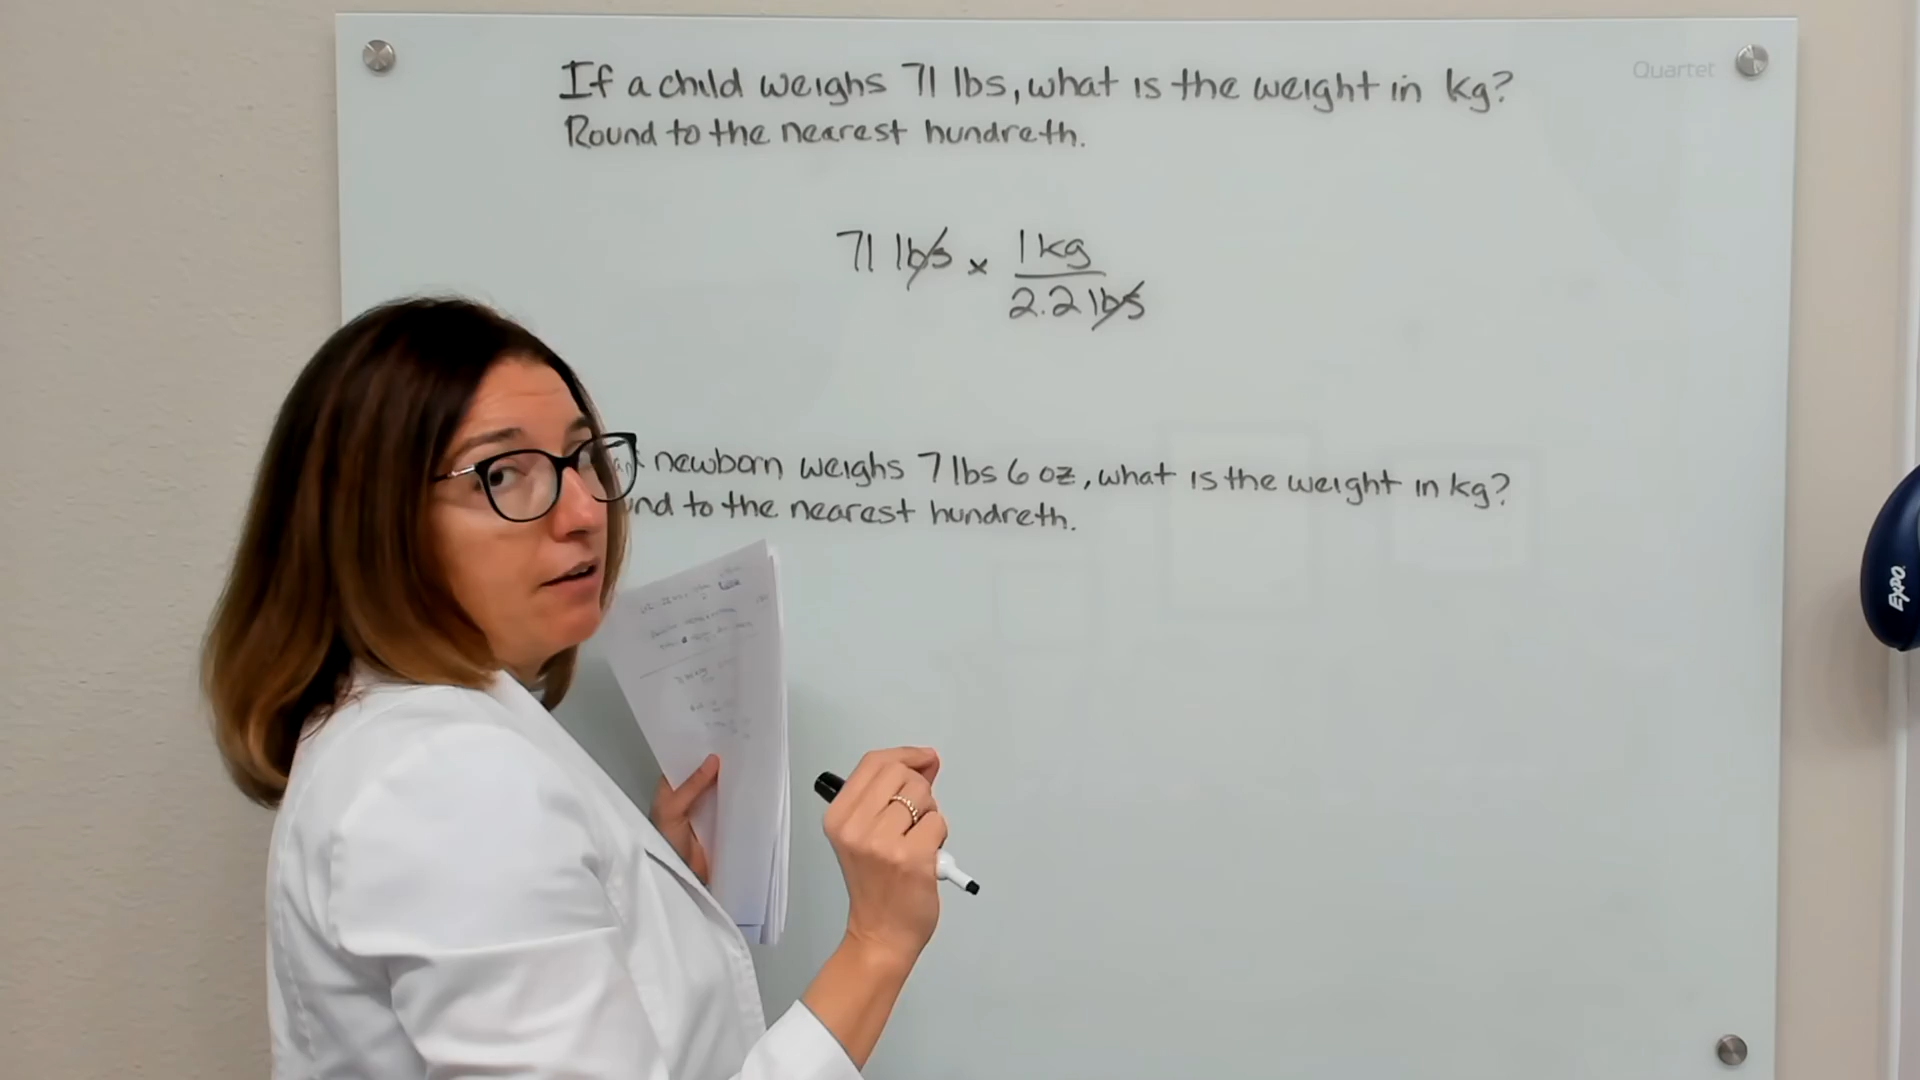 Quartet
If a child weighs 71 lbs, what is the weight in kg?
Round to the nearest hundreth.
71 lbs x 1 kg
2.2 lbs
newborn weighs 7 lbs 6 oz, what is the weight in kg?
to the nearest hundreth.
EXPO